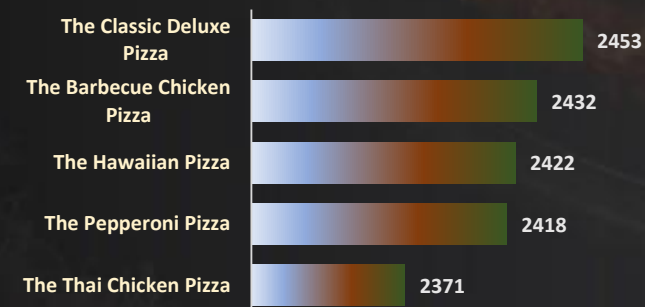 The Classic Deluxe
Pizza
2453
The Barbecue Chicken
Pizza
2432
The Hawaiian Pizza
2422
The Pepperoni Pizza
2418
The Thai Chicken Pizza
2371